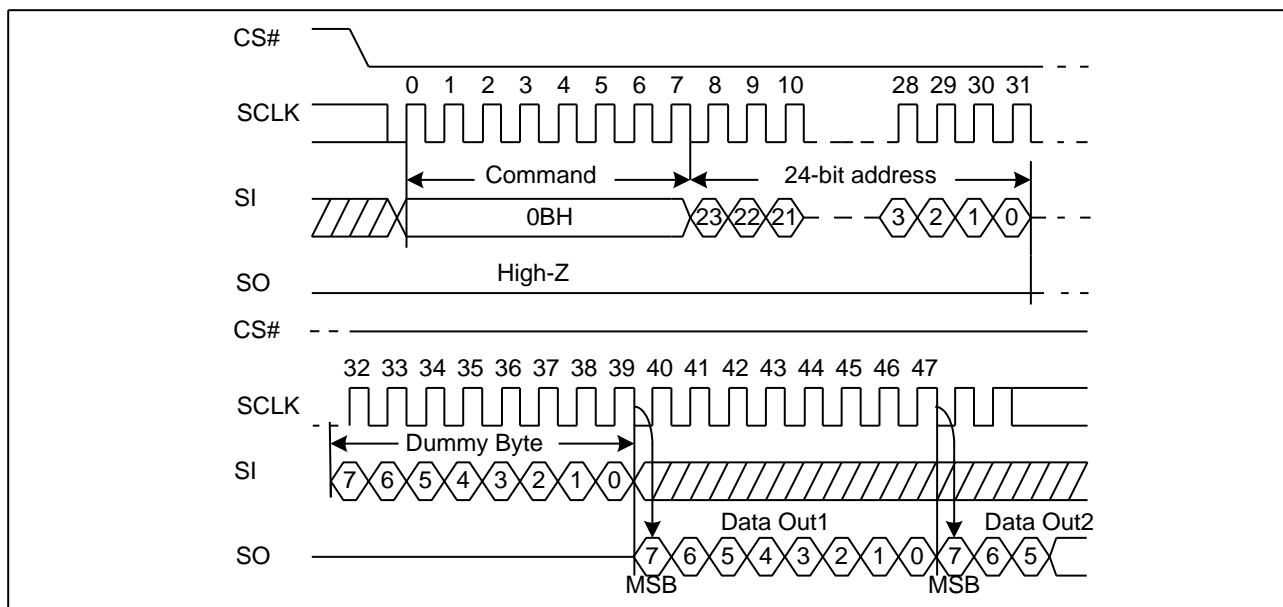 CS#
0 1 2 3 4 5 6 7 8 9 10 28 29 30 31
SCLK
Command 24-bit address
SI
0BH 23 22 21 3 2 1 0
High-Z
SO
CS#
32 33 34 35 36 37 38 39 40 41 42 43 44 45 46 47
SCLK
Dummy Byte
SI
7 6 5 4 3 2 1 0
Data Out1 Data Out2
SO
7 6 5 4 3 2 1 0 7 6 5
MSB MSB